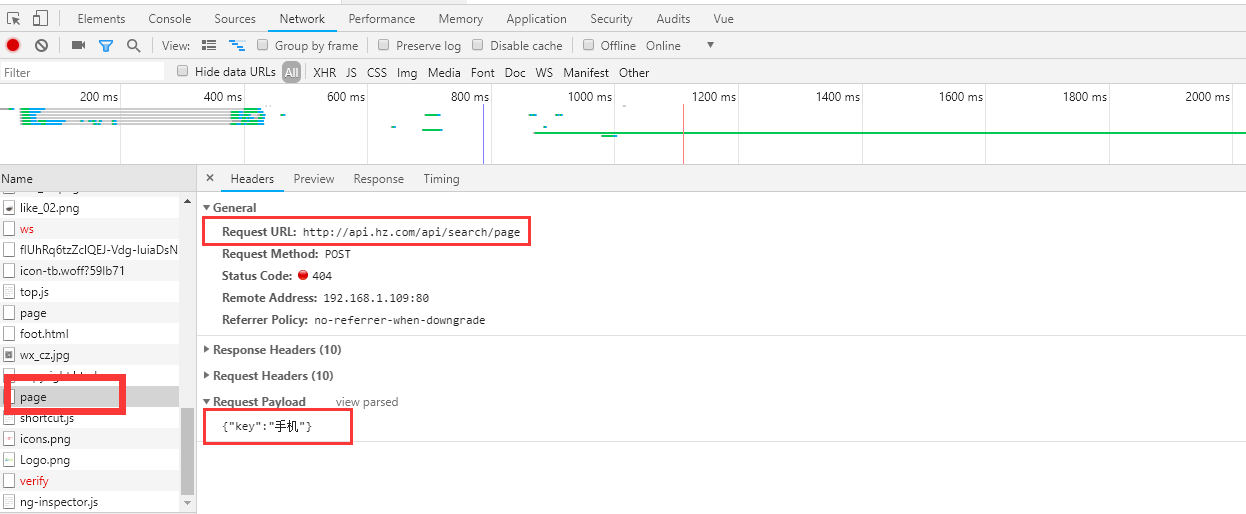 Elements Console Sources Network Performance Memory Application Security Audits Vue
View: Group by frame Preserve log Disable cache Offline Online
Filter Hide data URLs All XHR JS CSS Img Media Font Doc WS Manifest Other
200 ms 400 ms 600 ms 800 ms 1000 ms 1200 ms 1400 ms 1600 ms 1800 ms 2000 ms
Name
like_02.png
ws
icon-tb.woff?59lb71
top.js
page
foot.html
wx_cz.jpg
page
shortcut.js
icons.png
Logo.png
verify
ng-inspector.js
× Headers Preview Response Timing
General
Request URL: http://api.hz.com/api/search/page
Request Method: POST
Status Code: 404
Remote Address: 192.168.1.109:80
Referrer Policy: no-referrer-when-downgrade
Response Headers (10)
Request Headers (10)
Request Payload view parsed
{"key":"手机"}